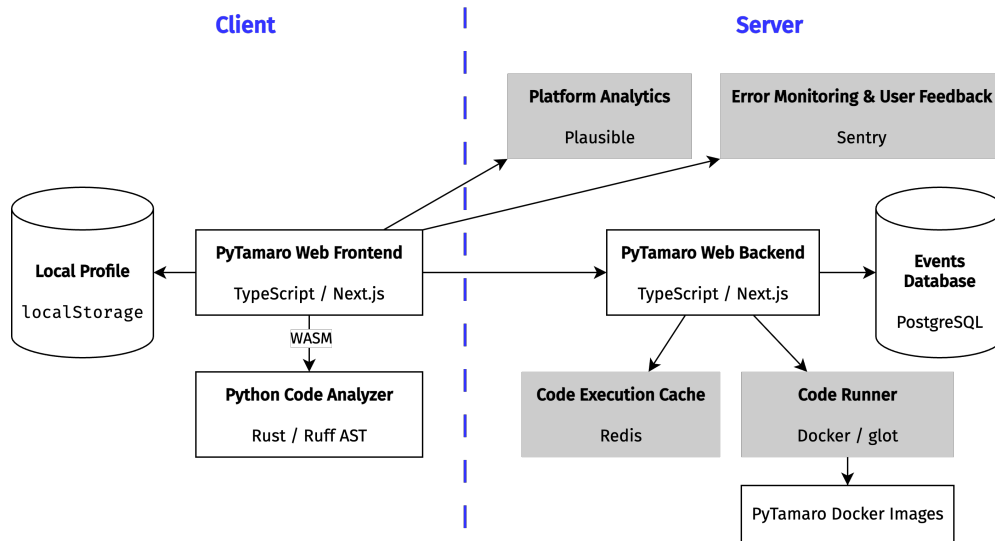 Client
Server
Platform Analytics
Plausible
Error Monitoring & User Feedback
Sentry
Local Profile
localStorage
PyTamaro Web Frontend
TypeScript / Next.js
PyTamaro Web Backend
TypeScript / Next.js
Events
Database
PostgreSQL
WASM
Python Code Analyzer
Rust / Ruff AST
Code Execution Cache
Redis
Code Runner
Docker / glot
PyTamaro Docker Images